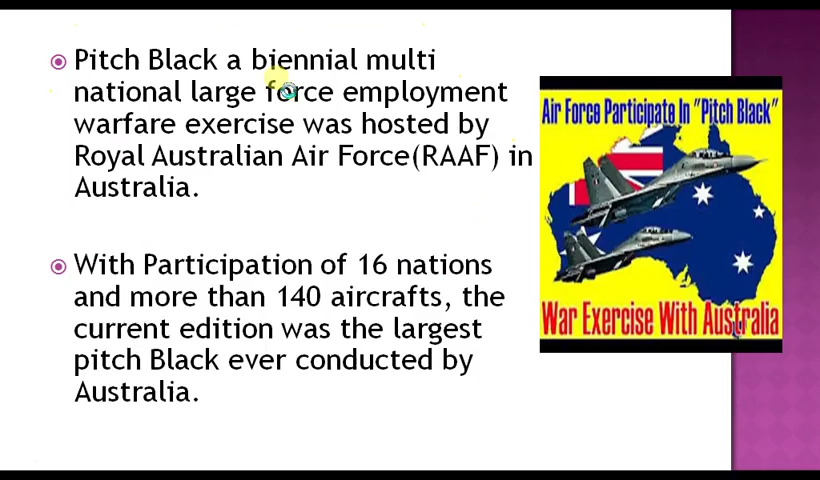 Pitch Black a biennial multi
national large force employment
warfare exercise was hosted by
Royal Australian Air Force(RAAF) in
Australia.
With Participation of 16 nations
and more than 140 aircrafts, the
current edition was the largest
pitch Black ever conducted by
Australia.
Air Force Participate In "Pitch Black"
War Exercise With Australia